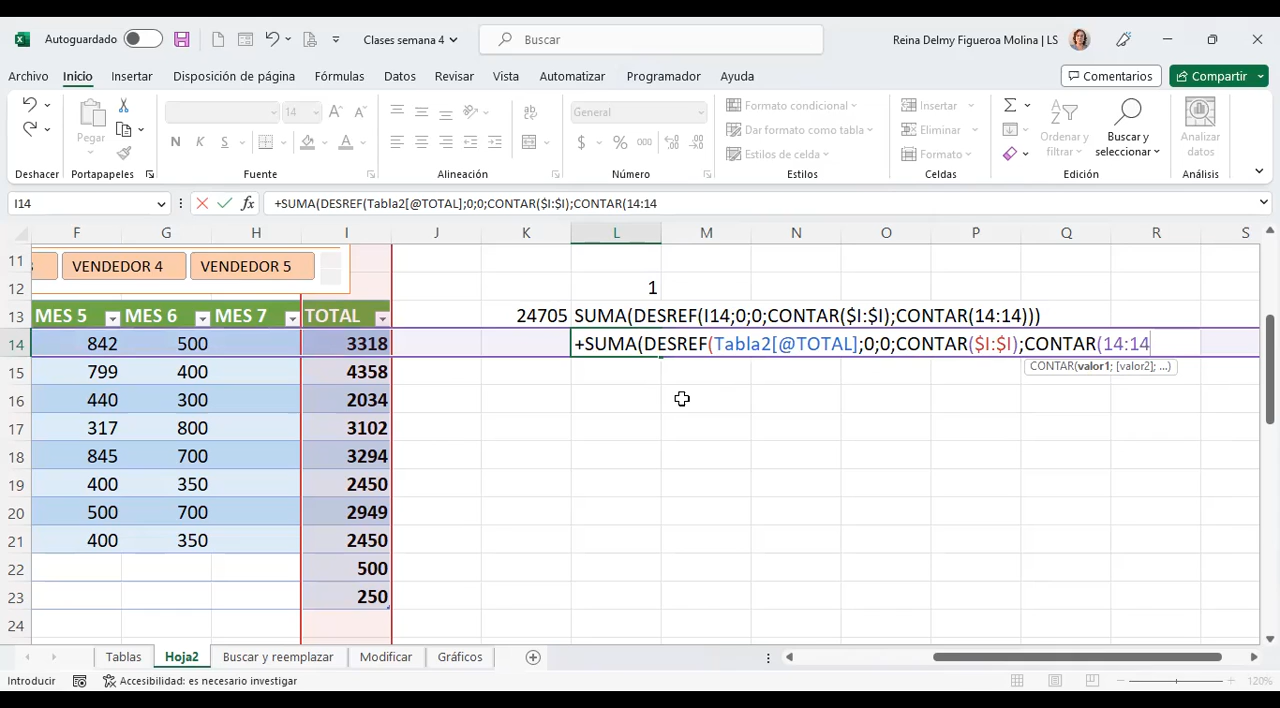 Autoguardado
Clases semana 4
Buscar
Reina Delmy Figueroa Molina | LS
Archivo Inicio Insertar Disposición de página Fórmulas Datos Revisar Vista Automatizar Programador Ayuda
Comentarios Compartir
14 A A General Formato condicional Insertar
Pegar Dar formato como tabla Eliminar Ordenar y filtrar Buscar y seleccionar Analizar datos
N K S A $ % 000 Estilos de celda Formato
Deshacer Portapapeles Fuente Alineación Número Estilos Celdas Edición Análisis
I14 fx +SUMA(DESREF(Tabla2[@TOTAL];0;0;CONTAR($I:$I);CONTAR(14:14
F G H I J K L M N O P Q R S
11 VENDEDOR 4 VENDEDOR 5
12 1
13 MES 5 MES 6 MES 7 TOTAL 24705 SUMA(DESREF(I14;0;0;CONTAR($I:$I);CONTAR(14:14)))
14 842 500 3318 +SUMA(DESREF(Tabla2[@TOTAL];0;0;CONTAR($I:$I);CONTAR(14:14
CONTAR(valor1; [valor2]; ...)
15 799 400 4358
16 440 300 2034
17 317 800 3102
18 845 700 3294
19 400 350 2450
20 500 700 2949
21 400 350 2450
22 500
23 250
24
Tablas Hoja2 Buscar y reemplazar Modificar Gráficos
Introducir Accesibilidad: es necesario investigar 120%